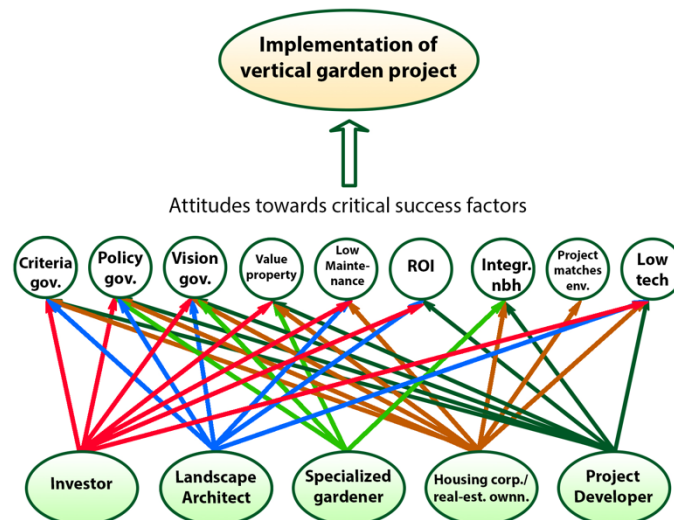 Implementation of
vertical garden project
Attitudes towards critical success factors
Criteria
gov.
Policy
gov.
Vision
gov.
Value
property
Low
Mainte-
nance
ROI
Integr.
nbh
Project
matches
env.
Low
tech
Investor
Landscape
Architect
Specialized
gardener
Housing corp./
real-est. ownn.
Project
Developer